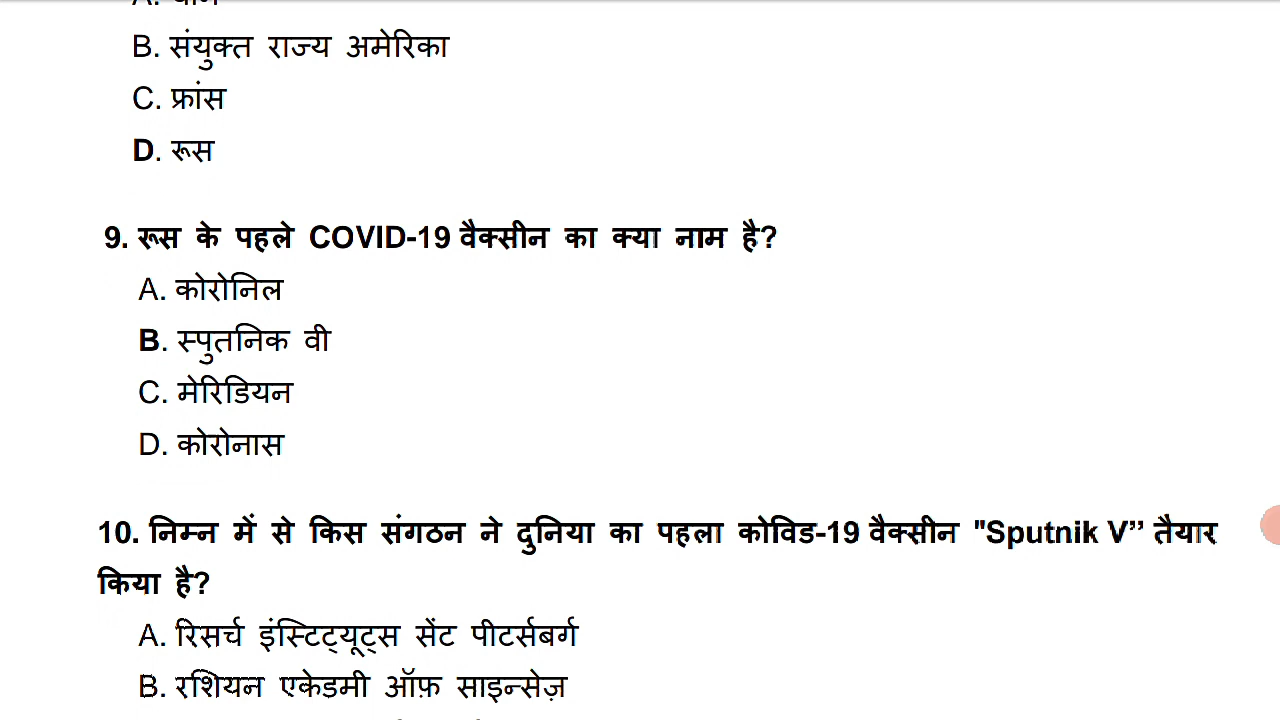 B. संयुक्त राज्य अमेरिका
C. फ्रांस
D. रूस
9. रूस के पहले COVID-19 वैक्सीन का क्या नाम है?
A. कोरोनिल
B. स्पुतनिक वी
C. मेरिडियन
D. कोरोनास
10. निम्न में से किस संगठन ने दुनिया का पहला कोविड-19 वैक्सीन "Sputnik V” तैयार
किया है?
A. रिसर्च इंस्टिट्यूट्स सेंट पीटर्सबर्ग
B. रशियन एकेडमी ऑफ़ साइन्सेज़